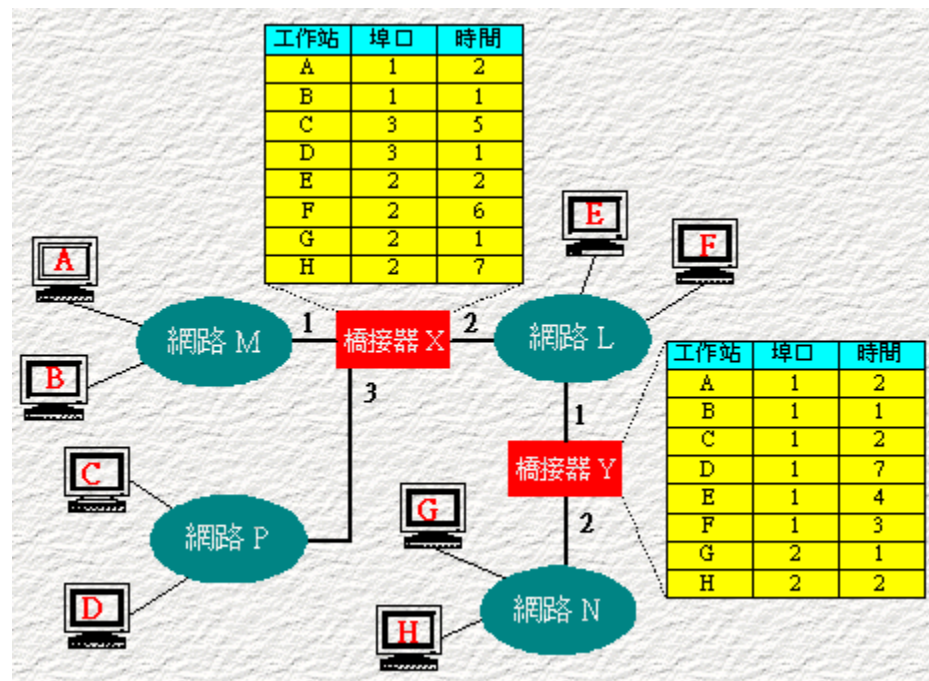 工作站 埠口 時間
A 1 2
B 1 1
C 3 5
D 3 1
E 2 2
F 2 6
G 2 1
H 2 7
E
F
A
網路 M
1
橋接器 X
2
網路 L
B
3
工作站 埠口 時間
A 1 2
B 1 1
C 1 2
D 1 7
E 1 4
F 1 3
G 2 1
H 2 2
1
橋接器 Y
2
C
網路 P
D
G
H
網路 N